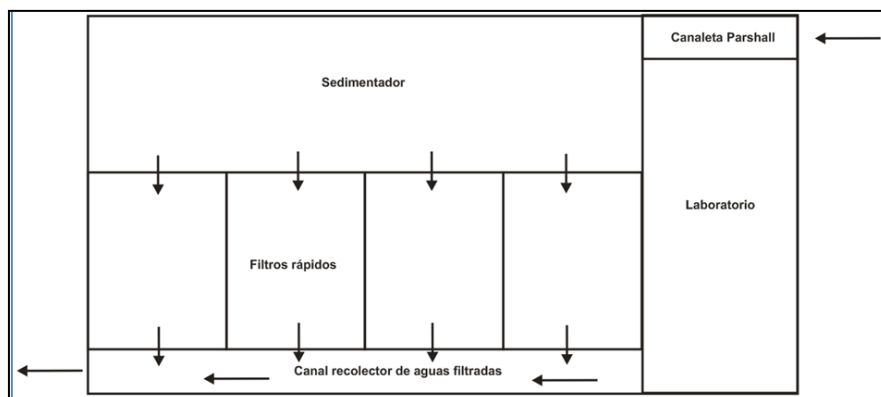 Canaleta Parshall
Sedimentador
Laboratorio
Filtros rápidos
Canal recolector de aguas filtradas